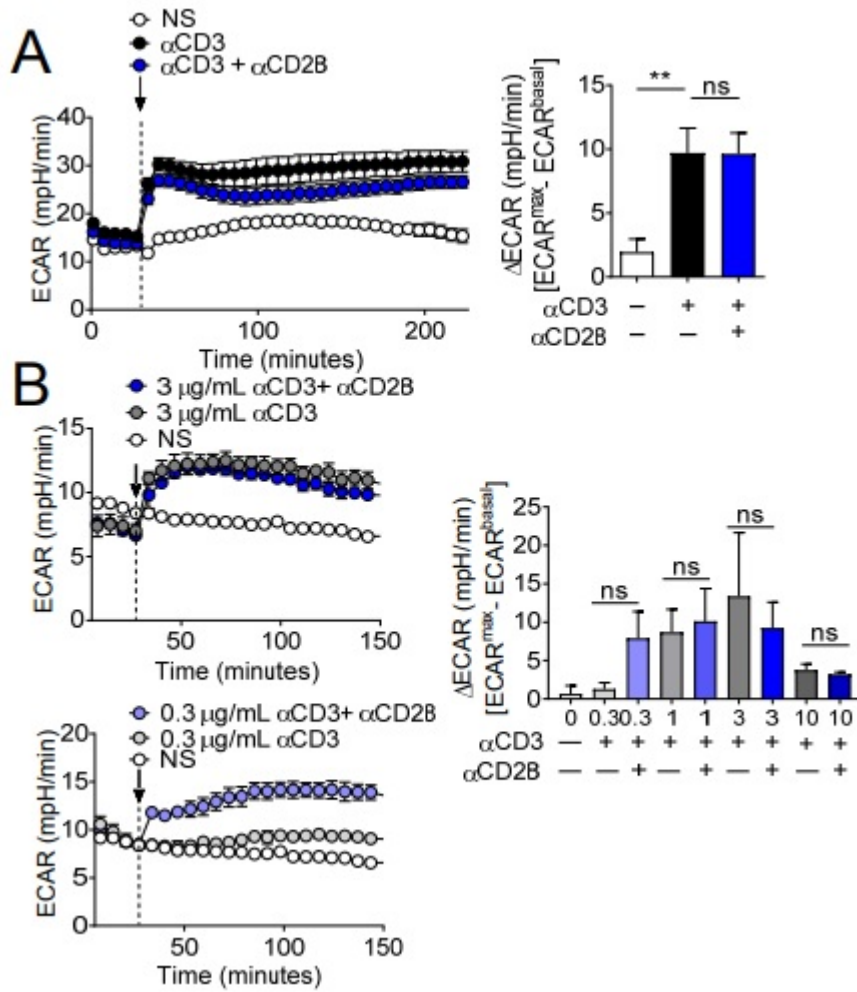 A
NS
αCD3
αCD3 + αCD28
ECAR (mpH/min)
40
30
20
10
0
0
100
200
Time (minutes)
ΔECAR (mpH/min)
[ECARmax- ECARbasal]
15
10
5
0
**
ns
αCD3
— + +
αCD28
— — +
B
3 μg/mL αCD3+ αCD28
3 μg/mL αCD3
NS
ECAR (mpH/min)
15
10
5
0
50
100
150
Time (minutes)
0.3 μg/mL αCD3+ αCD28
0.3 μg/mL αCD3
NS
ECAR (mpH/min)
20
15
10
5
0
50
100
150
Time (minutes)
ΔECAR (mpH/min)
[ECARmax- ECARbasal]
25
20
15
10
5
0
ns
ns
ns
ns
0 0.3 0.3 1 1 3 3 10 10
αCD3
— + + + + + + + +
αCD28
— — + — + — + — +